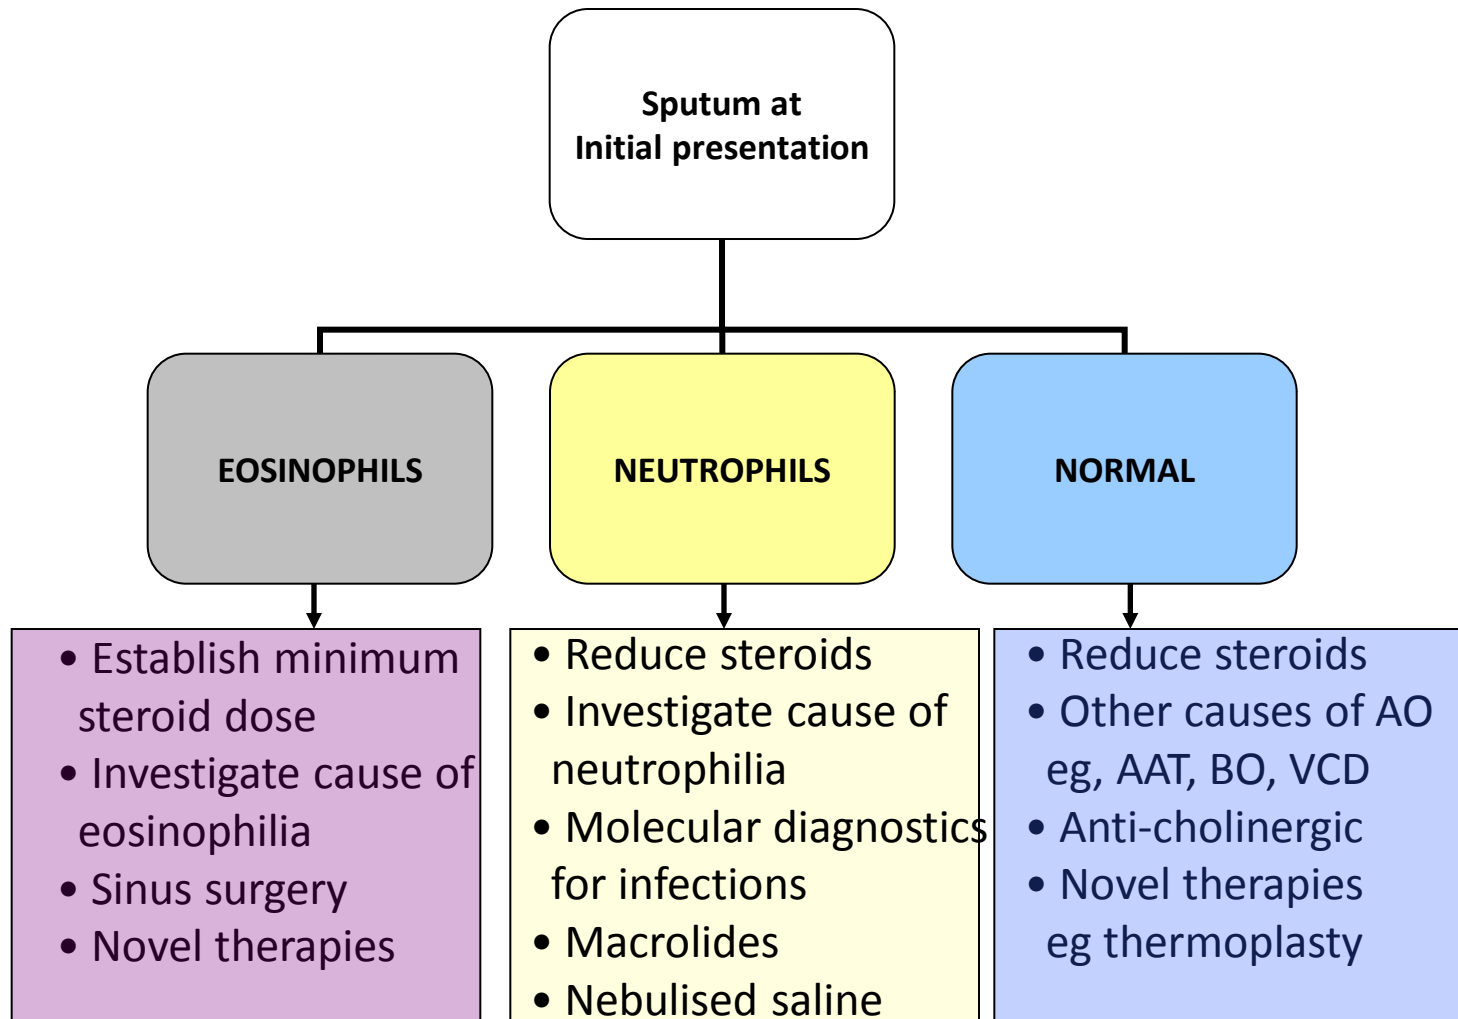 Sputum at
Initial presentation
EOSINOPHILS
NEUTROPHILS
NORMAL
• Establish minimum
steroid dose
• Investigate cause of
eosinophilia
• Sinus surgery
• Novel therapies
• Reduce steroids
• Investigate cause of
neutrophilia
• Molecular diagnostics
for infections
• Macrolides
• Nebulised saline
• Reduce steroids
• Other causes of AO
eg, AAT, BO, VCD
• Anti-cholinergic
• Novel therapies
eg thermoplasty